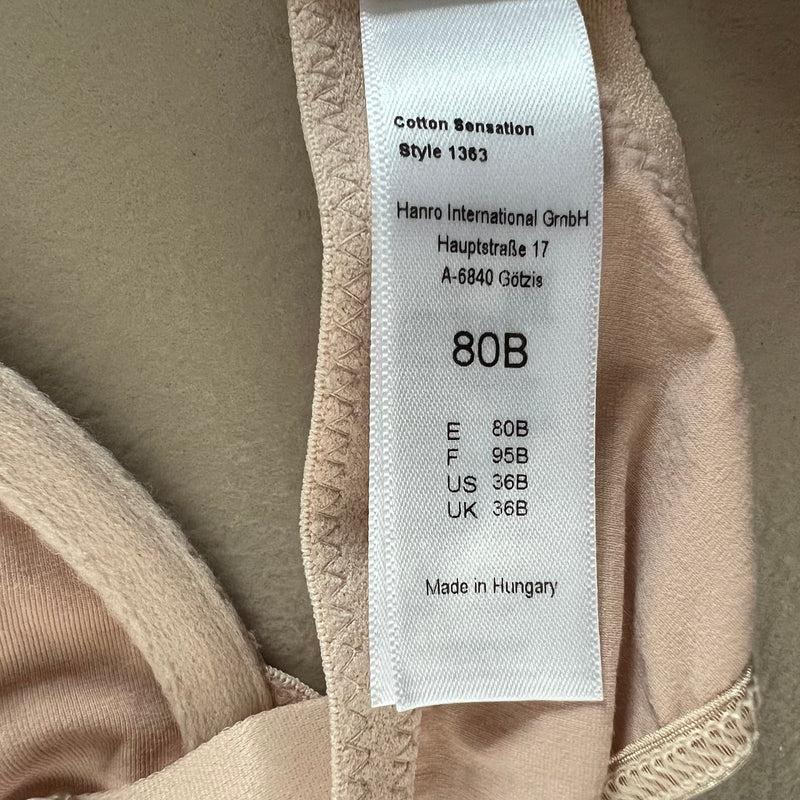 Cotton Sensation
Style 1363
Hanro International GmbH
Hauptstraße 17
A-6840 Götzis
80B
E 80B
F 95B
US 36B
UK 36B
Made in Hungary